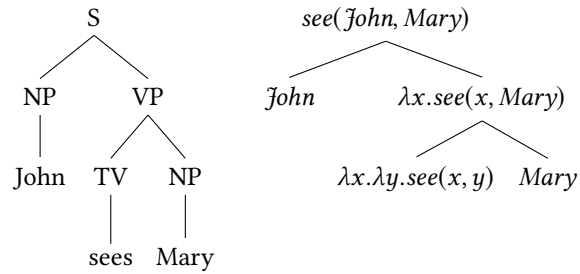 S
see(John, Mary)
NP VP
John
λx.see(x, Mary)
John TV NP
λx.λy.see(x, y) Mary
sees Mary